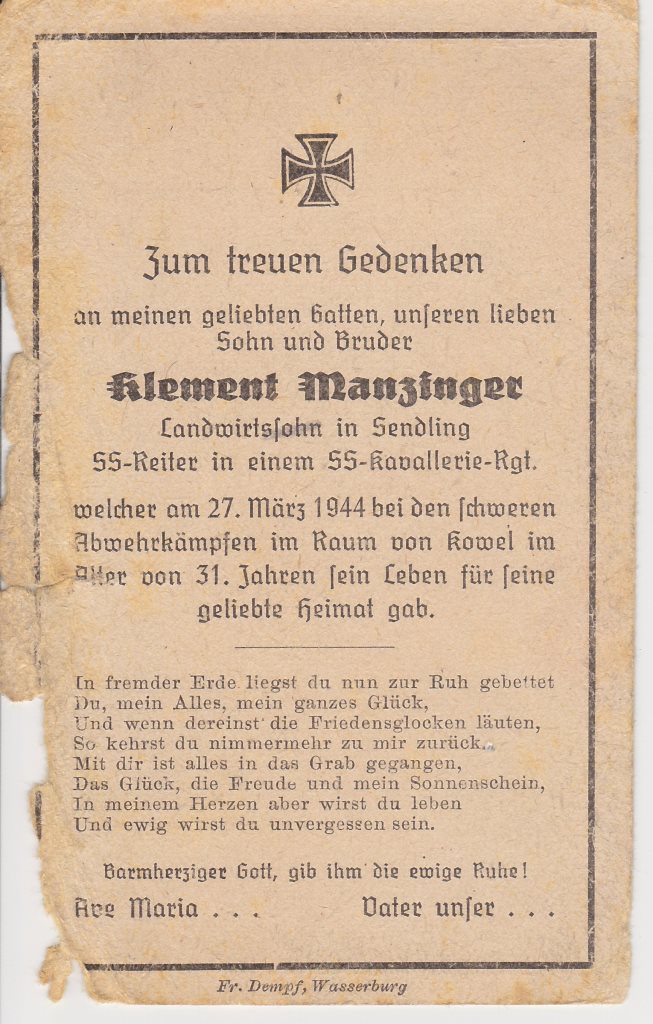 Zum treuen Gedenken
an meinen geliebten Gatten, unseren lieben
Sohn und Bruder
Klement Manzinger
Landwirtssohn in Sendling
SS-Reiter in einem SS-Kavallerie-Rgt.
welcher am 27. März 1944 bei den schweren
Abwehrkämpfen im Raum von Kowel im
Alter von 31. Jahren sein Leben für seine
geliebte Heimat gab.
In fremder Erde liegst du nun zur Ruh gebettet
Du, mein Alles, mein ganzes Glück,
Und wenn dereinst die Friedensglocken läuten,
So kehrst du nimmermehr zu mir zurück.
Mit dir ist alles in das Grab gegangen,
Das Glück, die Freude und mein Sonnenschein,
In meinem Herzen aber wirst du leben
Und ewig wirst du unvergessen sein.
Barmherziger Gott, gib ihm die ewige Ruhe!
Ave Maria . . . Vater unser . . .
Fr. Dempf, Wasserburg